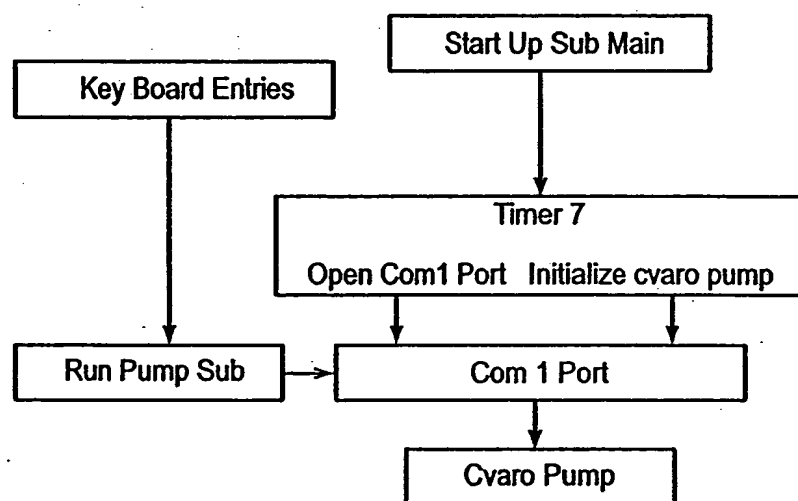 Start Up Sub Main
Key Board Entries
Timer 7
Open Com1 Port Initialize cvaro pump
Run Pump Sub
Com 1 Port
Cvaro Pump